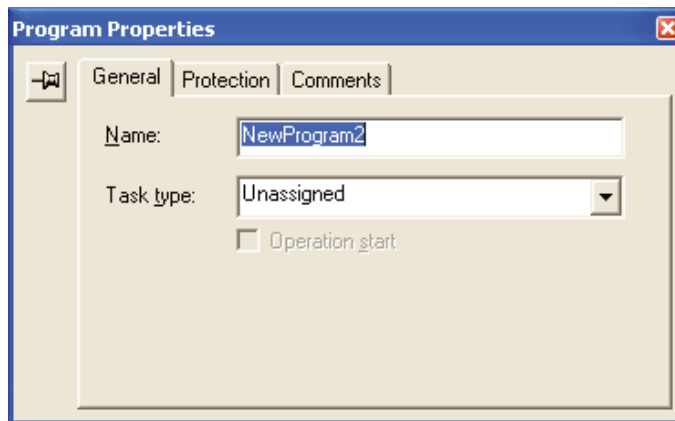 Program Properties
General Protection Comments
Name: NewProgram2
Task type: Unassigned
Operation start